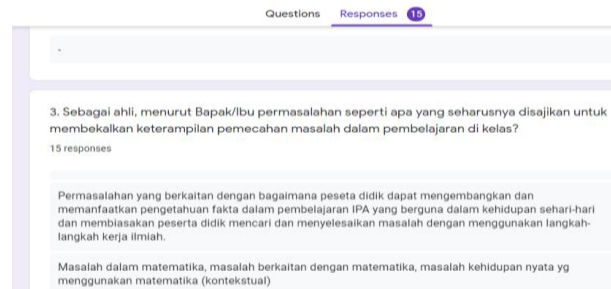 Questions Responses 15
.
3. Sebagai ahli, menurut Bapak/Ibu permasalahan seperti apa yang seharusnya disajikan untuk
membekalkan keterampilan pemecahan masalah dalam pembelajaran di kelas?
15 responses
Permasalahan yang berkaitan dengan bagaimana peseta didik dapat mengembangkan dan
memanfaatkan pengetahuan fakta dalam pembelajaran IPA yang berguna dalam kehidupan sehari-hari
dan membiasakan peserta didik mencari dan menyelesaikan masalah dengan menggunakan langkah-
langkah kerja ilmiah.
Masalah dalam matematika, masalah berkaitan dengan matematika, masalah kehidupan nyata yg
menggunakan matematika (kontekstual)